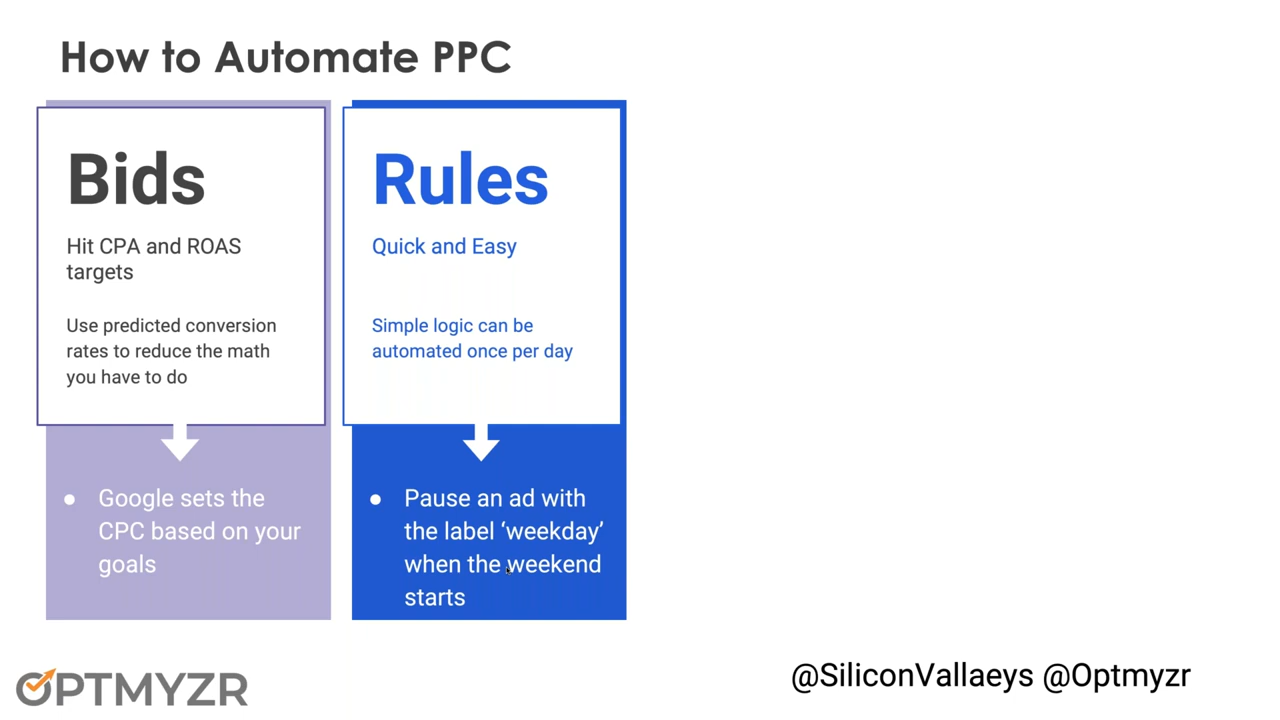 How to Automate PPC
Bids
Hit CPA and ROAS
targets
Use predicted conversion
rates to reduce the math
you have to do
● Google sets the
CPC based on your
goals
Rules
Quick and Easy
Simple logic can be
automated once per day
● Pause an ad with
the label ‘weekday’
when the weekend
starts
OPTMYZR
@SiliconVallaeys @Optmyzr